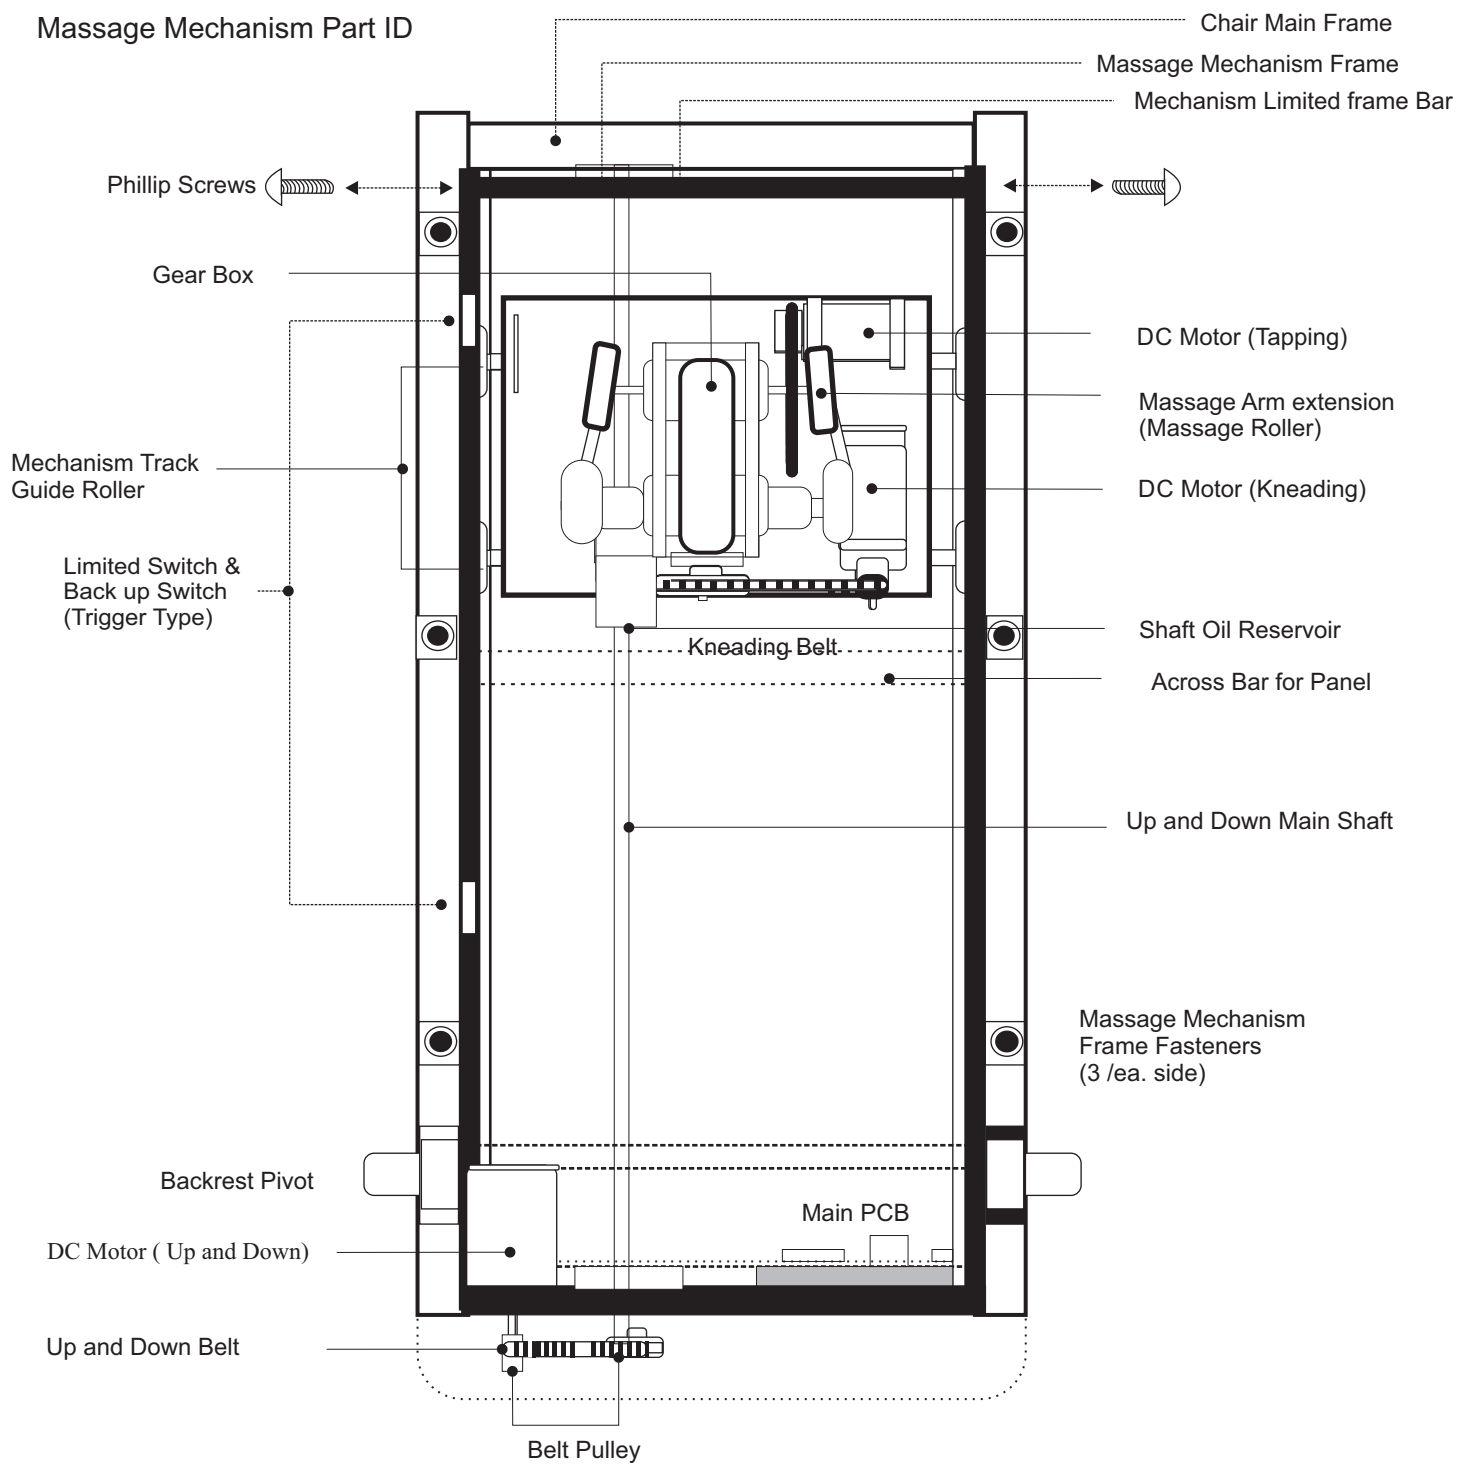 Massage Mechanism Part ID
Chair Main Frame
Massage Mechanism Frame
Mechanism Limited frame Bar
Phillip Screws
Gear Box
DC Motor (Tapping)
Massage Arm extension
(Massage Roller)
Mechanism Track
Guide Roller
DC Motor (Kneading)
Limited Switch &
Back up Switch
(Trigger Type)
Shaft Oil Reservoir
Kneading Belt
Across Bar for Panel
Up and Down Main Shaft
Massage Mechanism
Frame Fasteners
(3 /ea. side)
Backrest Pivot
Main PCB
DC Motor ( Up and Down)
Up and Down Belt
Belt Pulley